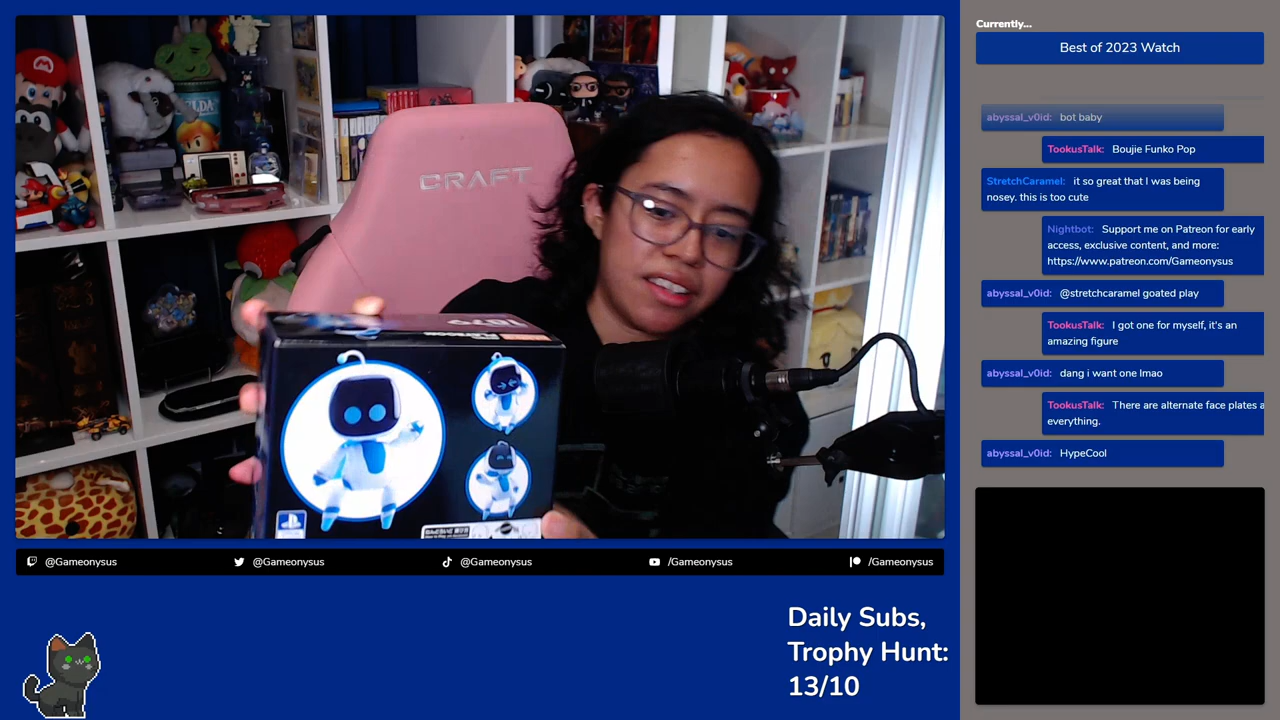 Currently...
Best of 2023 Watch
abyssal_v0id: bot baby
TookusTalk: Boujie Funko Pop
StretchCaramel: it so great that I was being
nosey. this is too cute
Nightbot: Support me on Patreon for early
access, exclusive content, and more:
https://www.patreon.com/Gameonysus
abyssal_v0id: @stretchcaramel goated play
TookusTalk: I got one for myself, it's an
amazing figure
abyssal_v0id: dang i want one lmao
TookusTalk: There are alternate face plates a
everything.
abyssal_v0id: HypeCool
CRAFT
ZELDA
1879
@Gameonysus
@Gameonysus
@Gameonysus
/Gameonysus
/Gameonysus
Daily Subs,
Trophy Hunt:
13/10